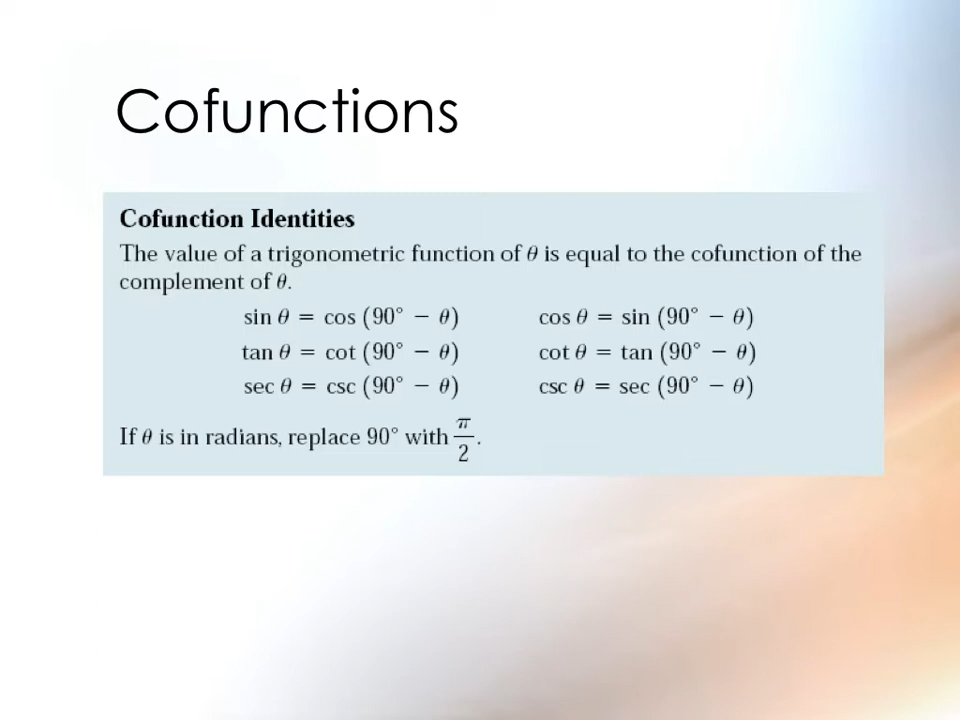 Cofunctions
Cofunction Identities
The value of a trigonometric function of θ is equal to the cofunction of the
complement of θ.
sin θ = cos (90° − θ) cos θ = sin (90° − θ)
tan θ = cot (90° − θ) cot θ = tan (90° − θ)
sec θ = csc (90° − θ) csc θ = sec (90° − θ)
If θ is in radians, replace 90° with π/2.